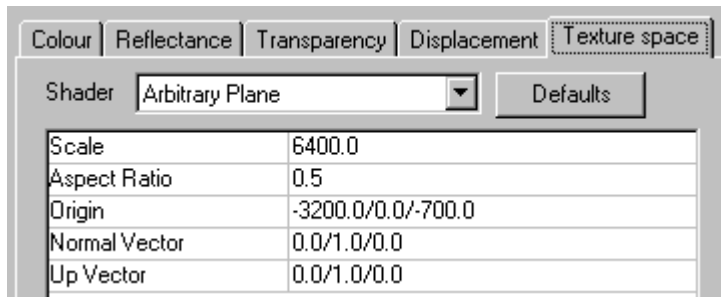 Colour Reflectance Transparency Displacement Texture space
Shader Arbitrary Plane Defaults
Scale 6400.0
Aspect Ratio 0.5
Origin -3200.0/0.0/-700.0
Normal Vector 0.0/1.0/0.0
Up Vector 0.0/1.0/0.0